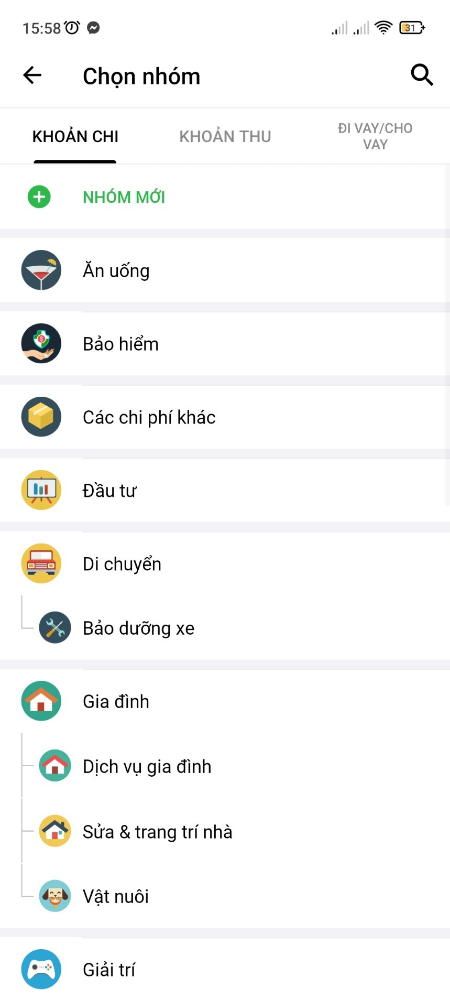 15:58
31
Chọn nhóm
KHOẢN CHI
KHOẢN THU
ĐI VAY/CHO
VAY
NHÓM MỚI
Ăn uống
Bảo hiểm
Các chi phí khác
Đầu tư
Di chuyển
Bảo dưỡng xe
Gia đình
Dịch vụ gia đình
Sửa & trang trí nhà
Vật nuôi
Giải trí